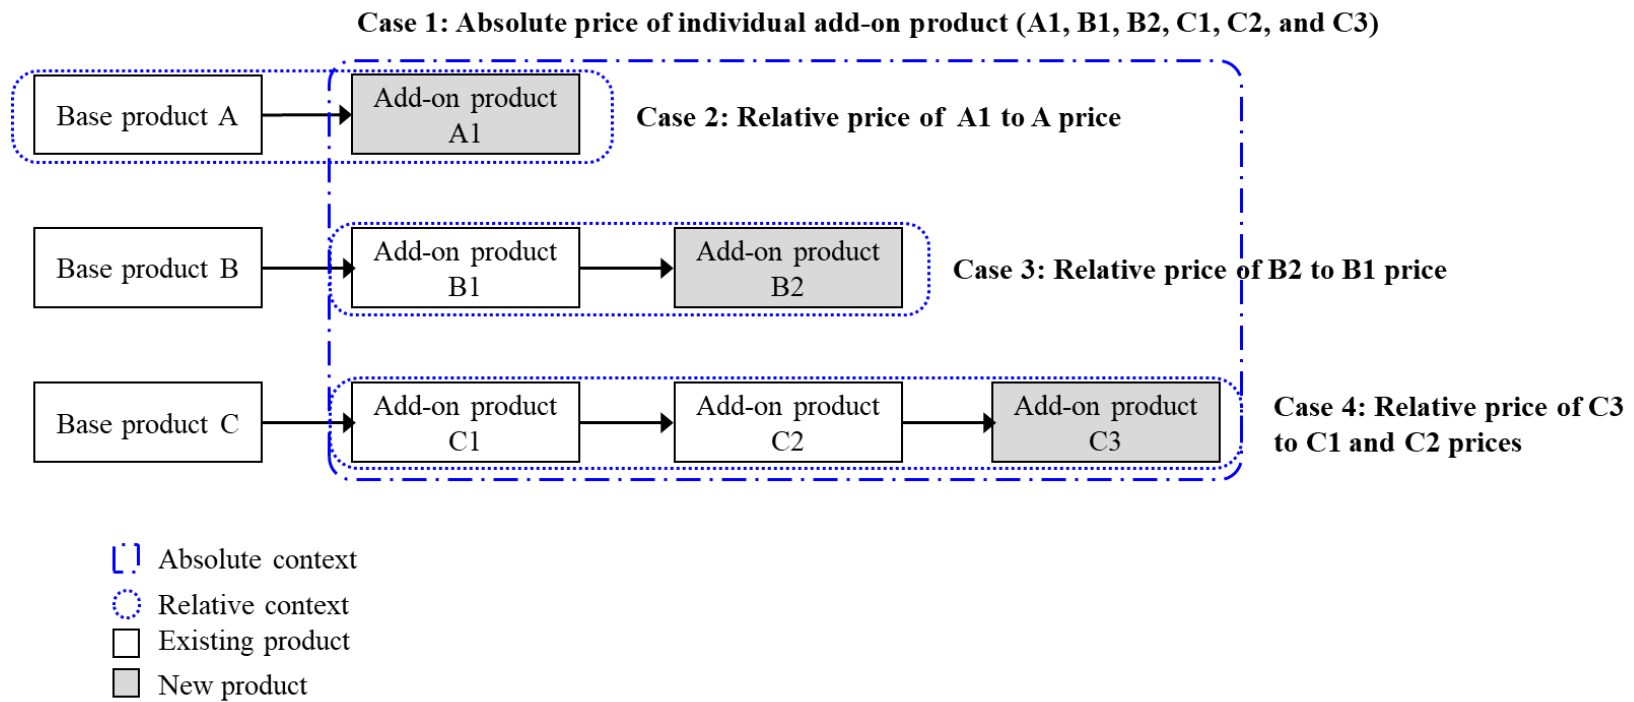 Case 1: Absolute price of individual add-on product (A1, B1, B2, C1, C2, and C3)
Base product A
Add-on product
A1
Case 2: Relative price of A1 to A price
Base product B
Add-on product
B1
Add-on product
B2
Case 3: Relative price of B2 to B1 price
Base product C
Add-on product
C1
Add-on product
C2
Add-on product
C3
Case 4: Relative price of C3
to C1 and C2 prices
Absolute context
Relative context
Existing product
New product